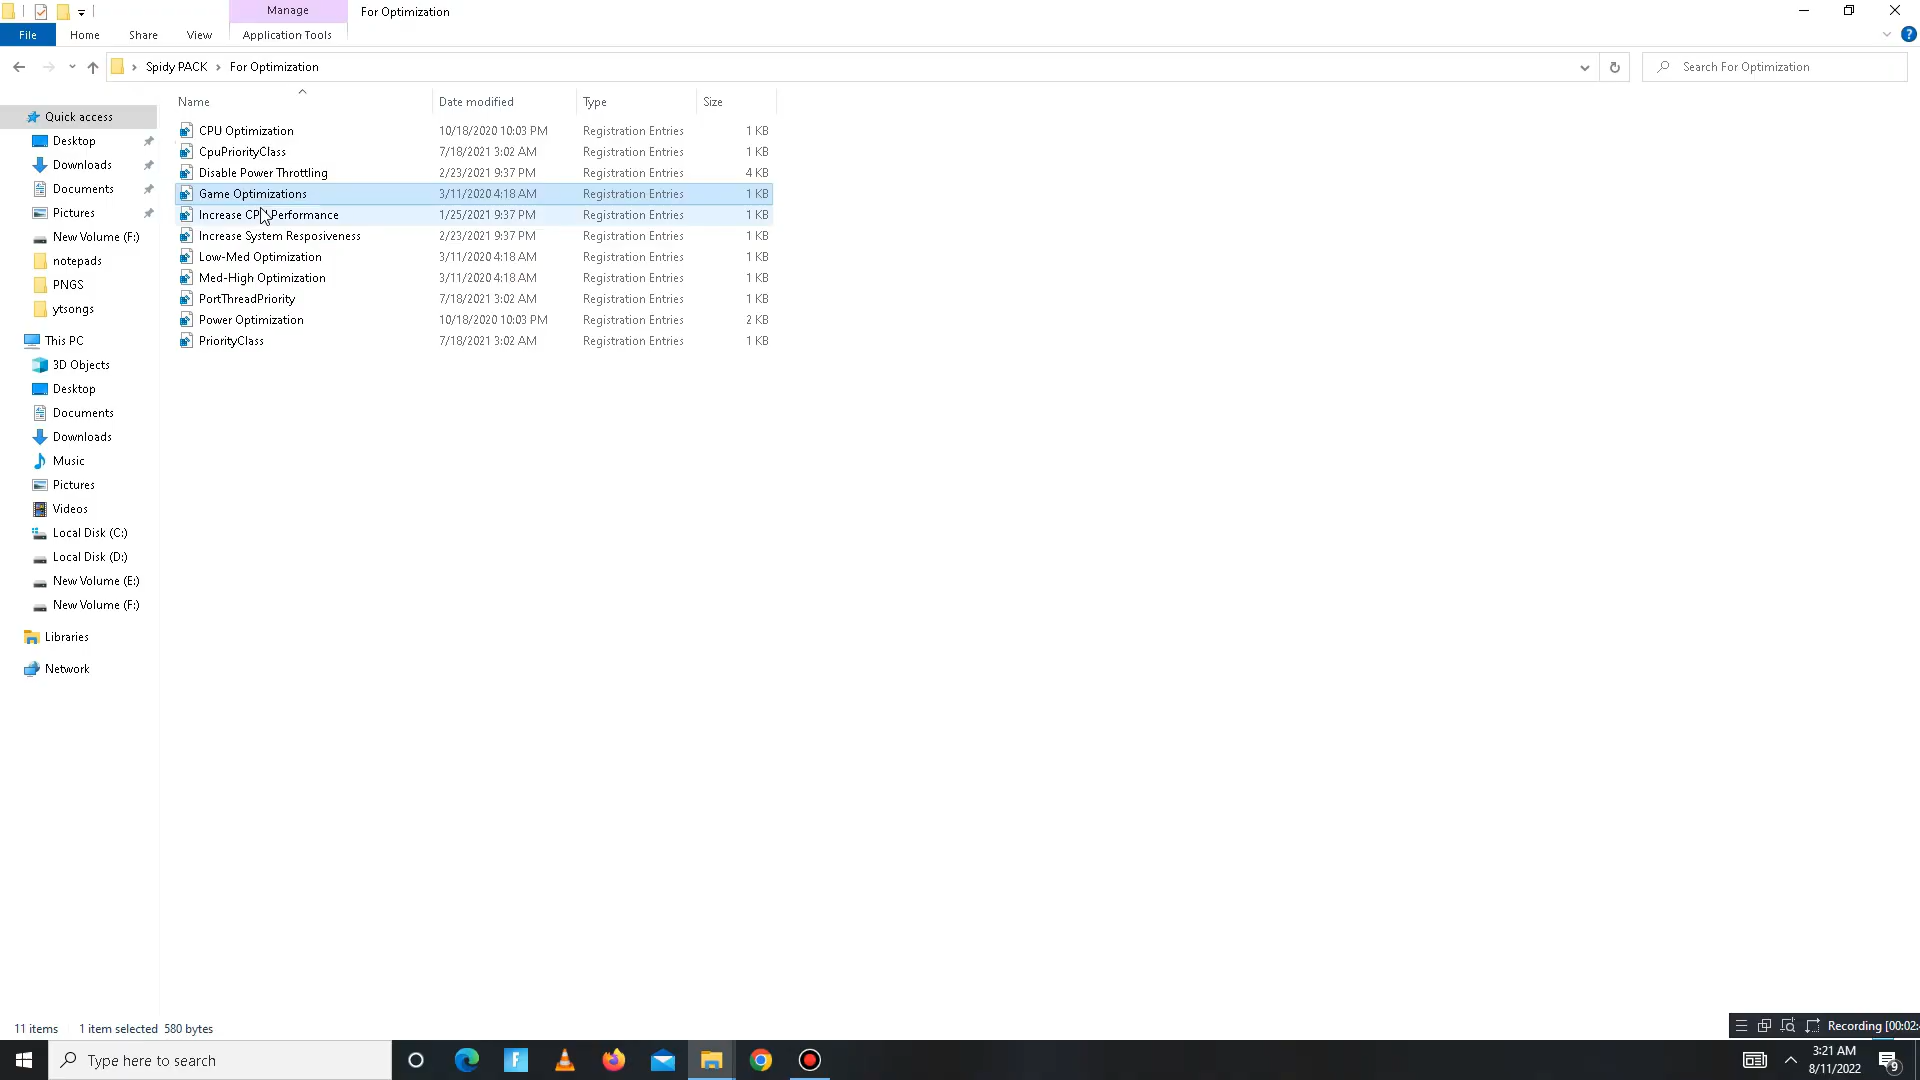 Manage
For Optimization
File
Home
Share
View
Application Tools
Spidy PACK
For Optimization
Search For Optimization
Name
Date modified
Type
Size
Quick access
Desktop
Downloads
Documents
Pictures
New Volume (F:)
notepads
PNGS
ytsongs
This PC
3D Objects
Desktop
Documents
Downloads
Music
Pictures
Videos
Local Disk (C:)
Local Disk (D:)
New Volume (E:)
New Volume (F:)
Libraries
Network
CPU Optimization 10/18/2020 10:03 PM Registration Entries 1 KB
CpuPriorityClass 7/18/2021 3:02 AM Registration Entries 1 KB
Disable Power Throttling 2/23/2021 9:37 PM Registration Entries 4 KB
Game Optimizations 3/11/2020 4:18 AM Registration Entries 1 KB
Increase CPU Performance 1/25/2021 9:37 PM Registration Entries 1 KB
Increase System Resposiveness 2/23/2021 9:37 PM Registration Entries 1 KB
Low-Med Optimization 3/11/2020 4:18 AM Registration Entries 1 KB
Med-High Optimization 3/11/2020 4:18 AM Registration Entries 1 KB
PortThreadPriority 7/18/2021 3:02 AM Registration Entries 1 KB
Power Optimization 10/18/2020 10:03 PM Registration Entries 2 KB
PriorityClass 7/18/2021 3:02 AM Registration Entries 1 KB
11 items
1 item selected 580 bytes
Recording [00:02:
Type here to search
3:21 AM
8/11/2022
9